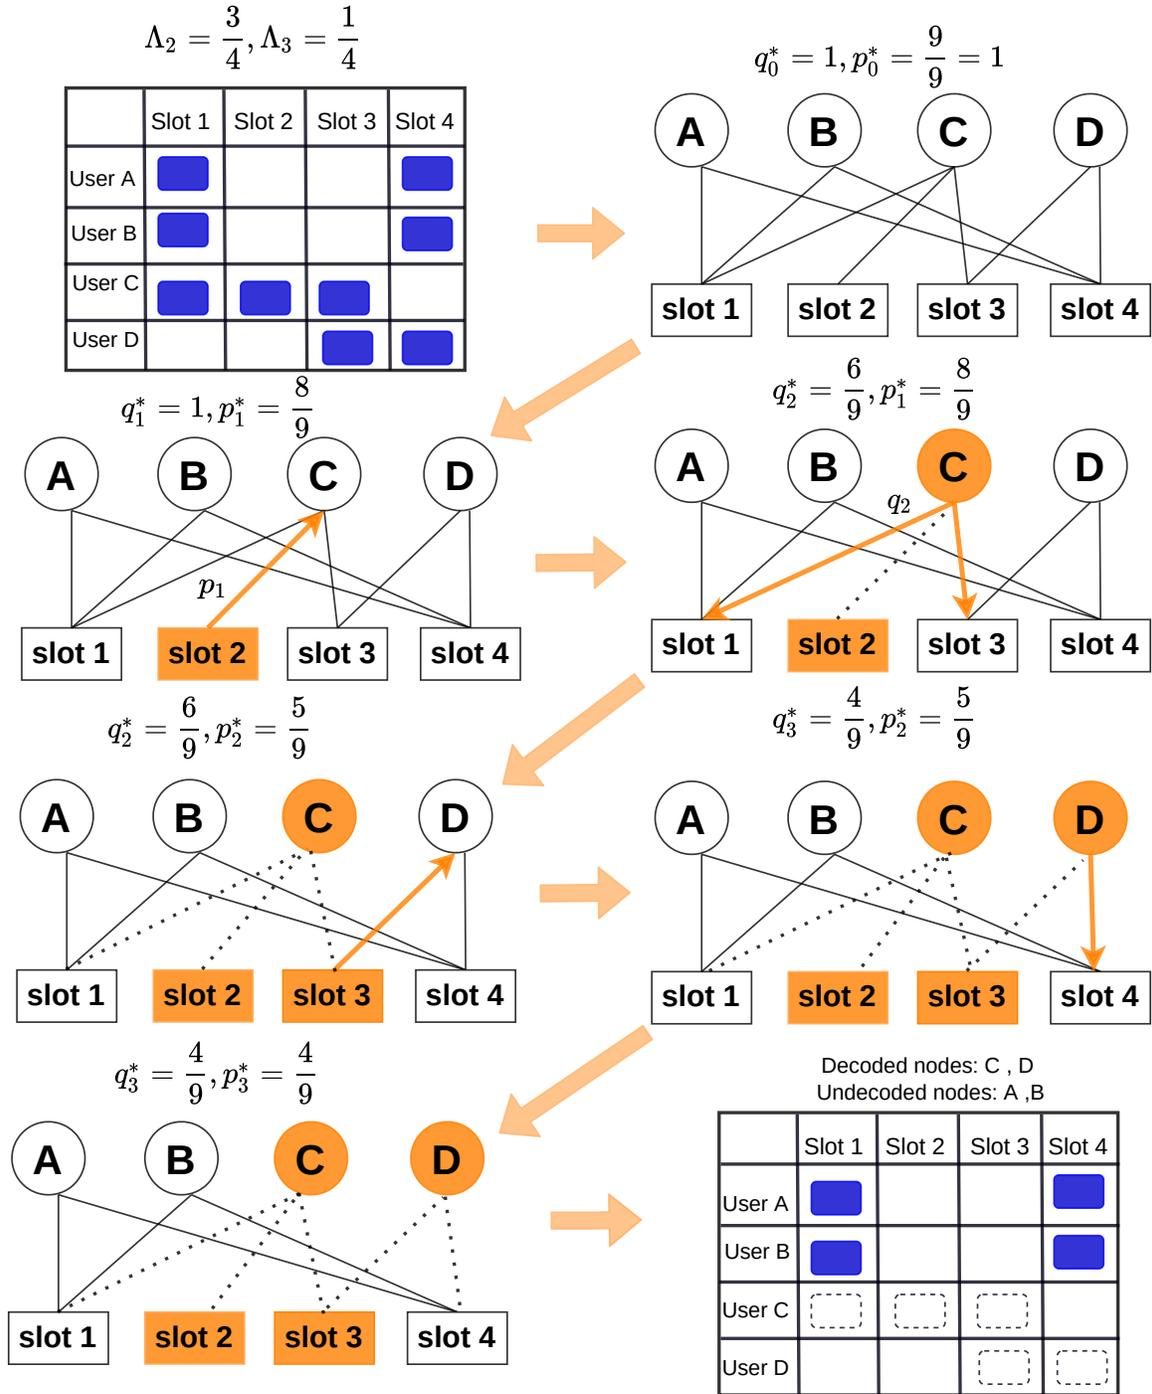 Λ₂ = 3/4, Λ₃ = 1/4
Slot 1 Slot 2 Slot 3 Slot 4
User A
User B
User C
User D
q₀* = 1, p₀* = 9/9 = 1
A B C D
slot 1 slot 2 slot 3 slot 4
q₁* = 1, p₁* = 8/9
A B C D
p₁
slot 1 slot 2 slot 3 slot 4
q₂* = 6/9, p₁* = 8/9
A B C D
q₂
slot 1 slot 2 slot 3 slot 4
q₂* = 6/9, p₂* = 5/9
A B C D
slot 1 slot 2 slot 3 slot 4
q₃* = 4/9, p₂* = 5/9
A B C D
slot 1 slot 2 slot 3 slot 4
q₃* = 4/9, p₃* = 4/9
A B C D
slot 1 slot 2 slot 3 slot 4
Decoded nodes: C , D
Undecoded nodes: A ,B
Slot 1 Slot 2 Slot 3 Slot 4
User A
User B
User C
User D